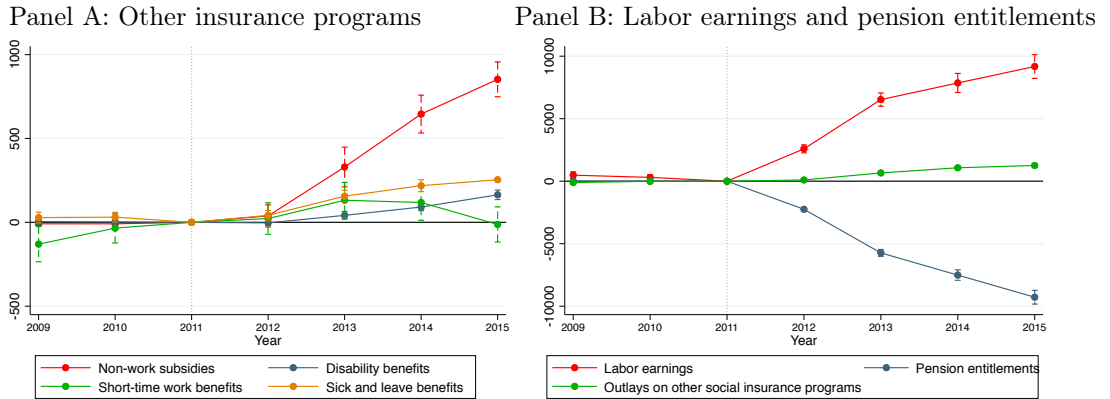 Panel A: Other insurance programs
1000
500
0
-500
2009 2010 2011 2012 2013 2014 2015
Year
Non-work subsidies
Disability benefits
Short-time work benefits
Sick and leave benefits
Panel B: Labor earnings and pension entitlements
10000
5000
0
-5000
-10000
2009 2010 2011 2012 2013 2014 2015
Year
Labor earnings
Pension entitlements
Outlays on other social insurance programs